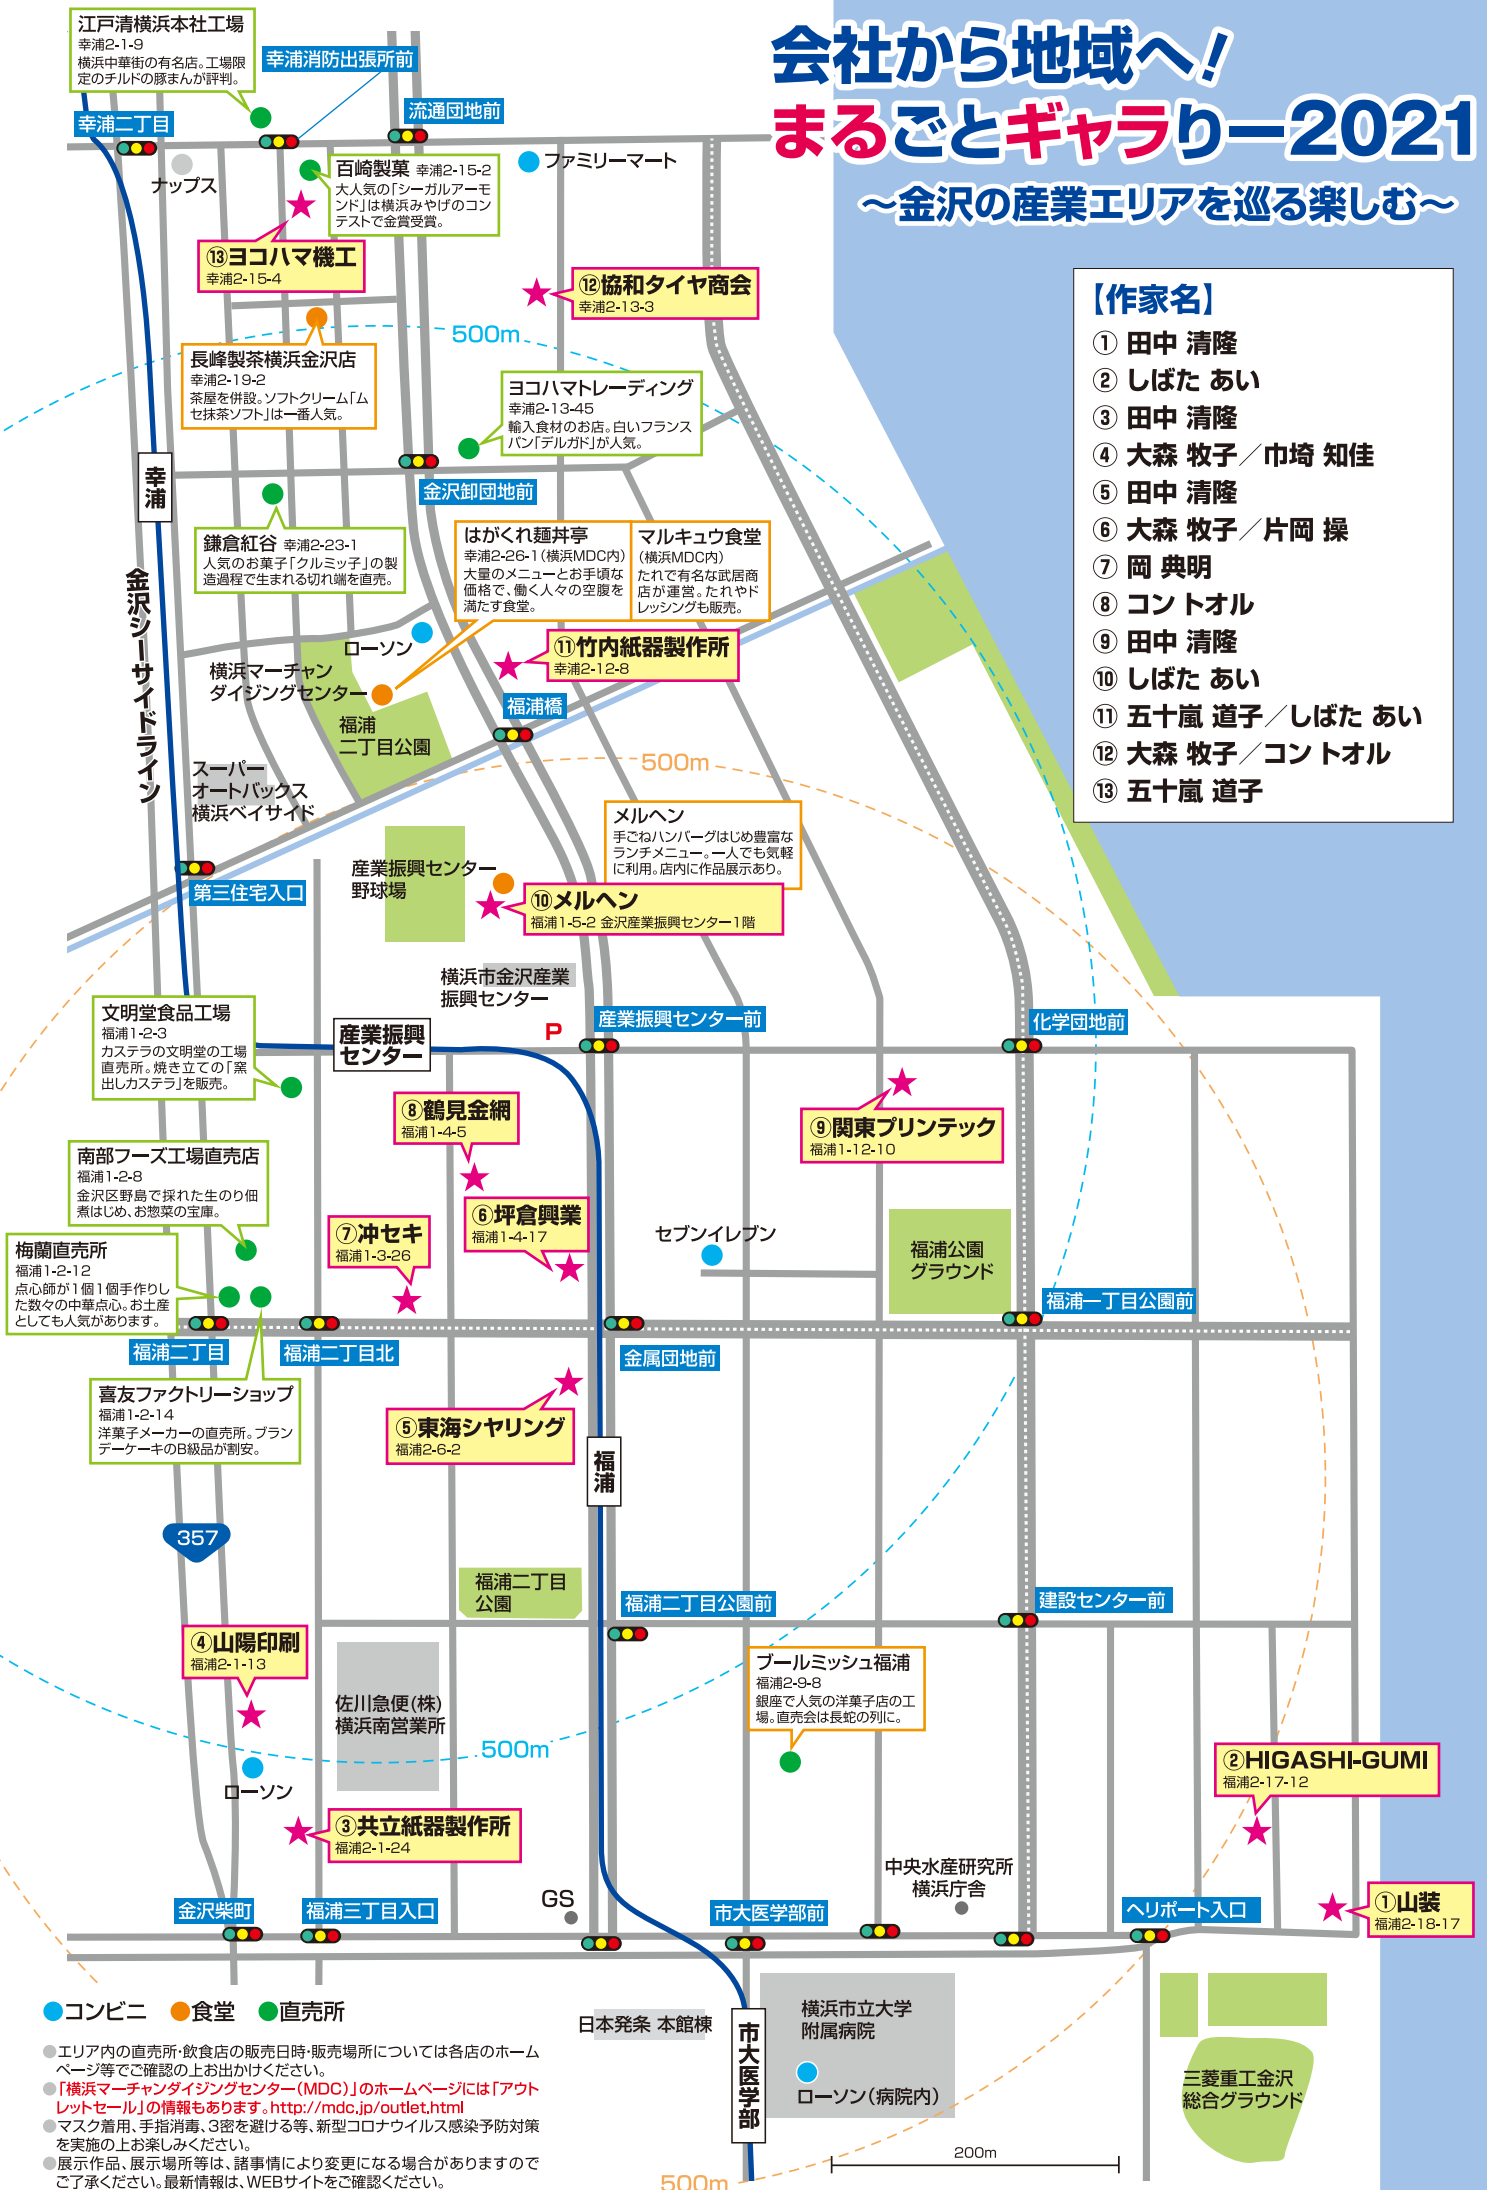 会社から地域へ!
まるごとギャラリー2021
～金沢の産業エリアを巡る楽しむ～
【作家名】
① 田中 清隆
② しばた あい
③ 田中 清隆
④ 大森 牧子／巾埼 知佳
⑤ 田中 清隆
⑥ 大森 牧子／片岡 操
⑦ 岡 典明
⑧ コン トオル
⑨ 田中 清隆
⑩ しばた あい
⑪ 五十嵐 道子／しばた あい
⑫ 大森 牧子／コン トオル
⑬ 五十嵐 道子
江戸清横浜本社工場
幸浦2-1-9
横浜中華街の有名店。工場限
定のチルドの豚まんが評判。
幸浦消防出張所前
流通団地前
幸浦二丁目
ナップス
百崎製菓 幸浦2-15-2
大人気の「シーガルアーモ
ンド」は横浜みやげのコン
テストで金賞受賞。
ファミリーマート
⑬ヨコハマ機工
幸浦2-15-4
⑫協和タイヤ商会
幸浦2-13-3
500m
長峰製茶横浜金沢店
幸浦2-19-2
茶屋を併設。ソフトクリーム「ム
セ抹茶ソフト」は一番人気。
ヨコハマトレーディング
幸浦2-13-45
輸入食材のお店。白いフランス
パン「デルガド」が人気。
幸浦
金沢卸団地前
鎌倉紅谷 幸浦2-23-1
人気のお菓子「クルミッ子」の製
造過程で生まれる切れ端を直売。
はがくれ麺丼亭
幸浦2-26-1(横浜MDC内)
大量のメニューとお手頃な
価格で、働く人々の空腹を
満たす食堂。
マルキュウ食堂
(横浜MDC内)
たれで有名な武居商
店が運営。たれやド
レッシングも販売。
金沢シーサイドライン
ローソン
⑪竹内紙器製作所
幸浦2-12-8
横浜マーチャン
ダイジングセンター
福浦橋
福浦
二丁目公園
500m
スーパー
オートバックス
横浜ベイサイド
メルヘン
手ごねハンバーグはじめ豊富な
ランチメニュー。一人でも気軽
に利用。店内に作品展示あり。
産業振興センター
野球場
第三住宅入口
⑩メルヘン
福浦1-5-2 金沢産業振興センター1階
横浜市金沢産業
振興センター
文明堂食品工場
福浦1-2-3
カステラの文明堂の工場
直売所。焼き立ての「窯
出しカステラ」を販売。
産業振興
センター
P
産業振興センター前
化学団地前
⑧鶴見金網
福浦1-4-5
⑨関東プリンテック
福浦1-12-10
南部フーズ工場直売店
福浦1-2-8
金沢区野島で採れた生のり佃
煮はじめ、お惣菜の宝庫。
⑥坪倉興業
福浦1-4-17
⑦冲セキ
福浦1-3-26
セブンイレブン
福浦公園
グラウンド
梅蘭直売所
福浦1-2-12
点心師が1個1個手作りし
た数々の中華点心。お土産
としても人気があります。
福浦一丁目公園前
福浦二丁目
福浦二丁目北
金属団地前
喜友ファクトリーショップ
福浦1-2-14
洋菓子メーカーの直売所。ブラン
デーケーキのB級品が割安。
⑤東海シヤリング
福浦2-6-2
福浦
357
福浦二丁目
公園
福浦二丁目公園前
建設センター前
④山陽印刷
福浦2-1-13
ブールミッシュ福浦
福浦2-9-8
銀座で人気の洋菓子店の工
場。直売会は長蛇の列に。
佐川急便(株)
横浜南営業所
500m
②HIGASHI-GUMI
福浦2-17-12
ローソン
③共立紙器製作所
福浦2-1-24
中央水産研究所
横浜庁舎
GS
①山装
福浦2-18-17
金沢柴町
福浦三丁目入口
市大医学部前
ヘリポート入口
コンビニ 食堂 直売所
日本発条 本館棟
市大医学部
横浜市立大学
附属病院
ローソン(病院内)
三菱重工金沢
総合グラウンド
エリア内の直売所・飲食店の販売日時・販売場所については各店のホーム
ページ等でご確認の上お出かけください。
「横浜マーチャンダイジングセンター(MDC)」のホームページには「アウト
レットセール」の情報もあります。http://mdc.jp/outlet.html
マスク着用、手指消毒、3密を避ける等、新型コロナウイルス感染予防対策
を実施の上お楽しみください。
展示作品、展示場所等は、諸事情により変更になる場合がありますので
ご了承ください。最新情報は、WEBサイトをご確認ください。
200m
500m